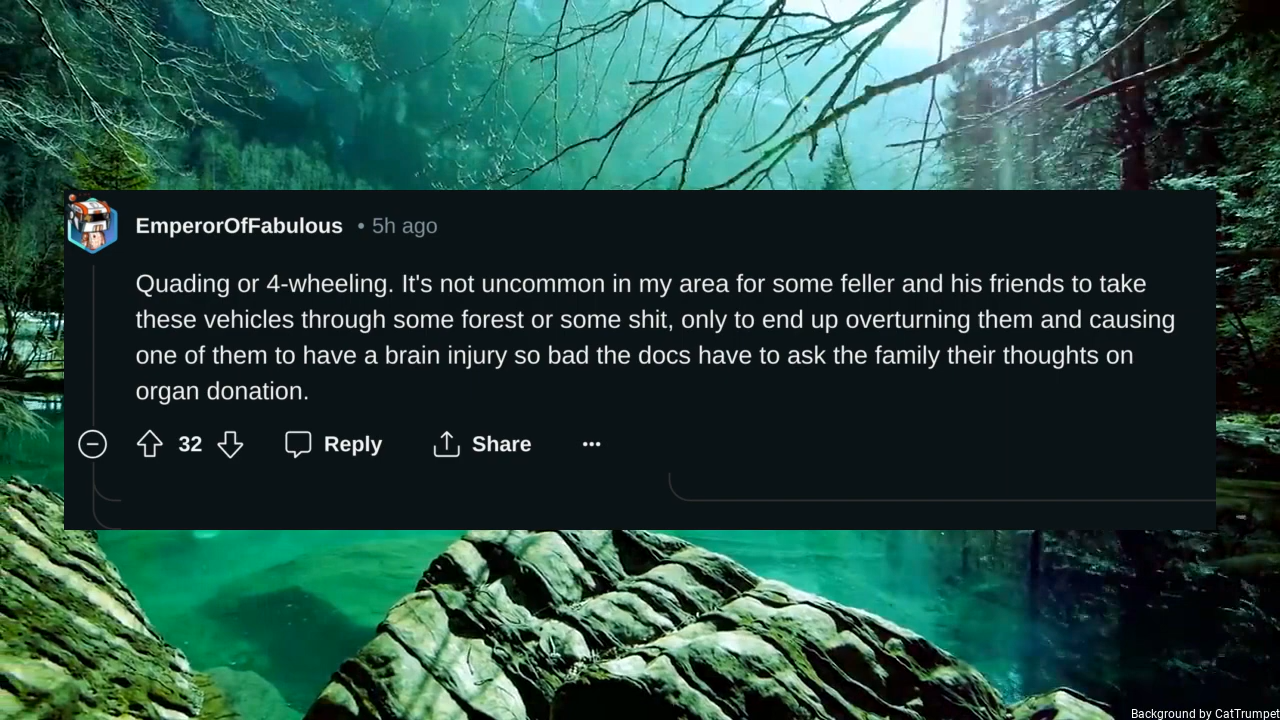 EmperorOfFabulous • 5h ago
Quading or 4-wheeling. It's not uncommon in my area for some feller and his friends to take
these vehicles through some forest or some shit, only to end up overturning them and causing
one of them to have a brain injury so bad the docs have to ask the family their thoughts on
organ donation.
32 Reply Share ···
Background by CatTrumpet